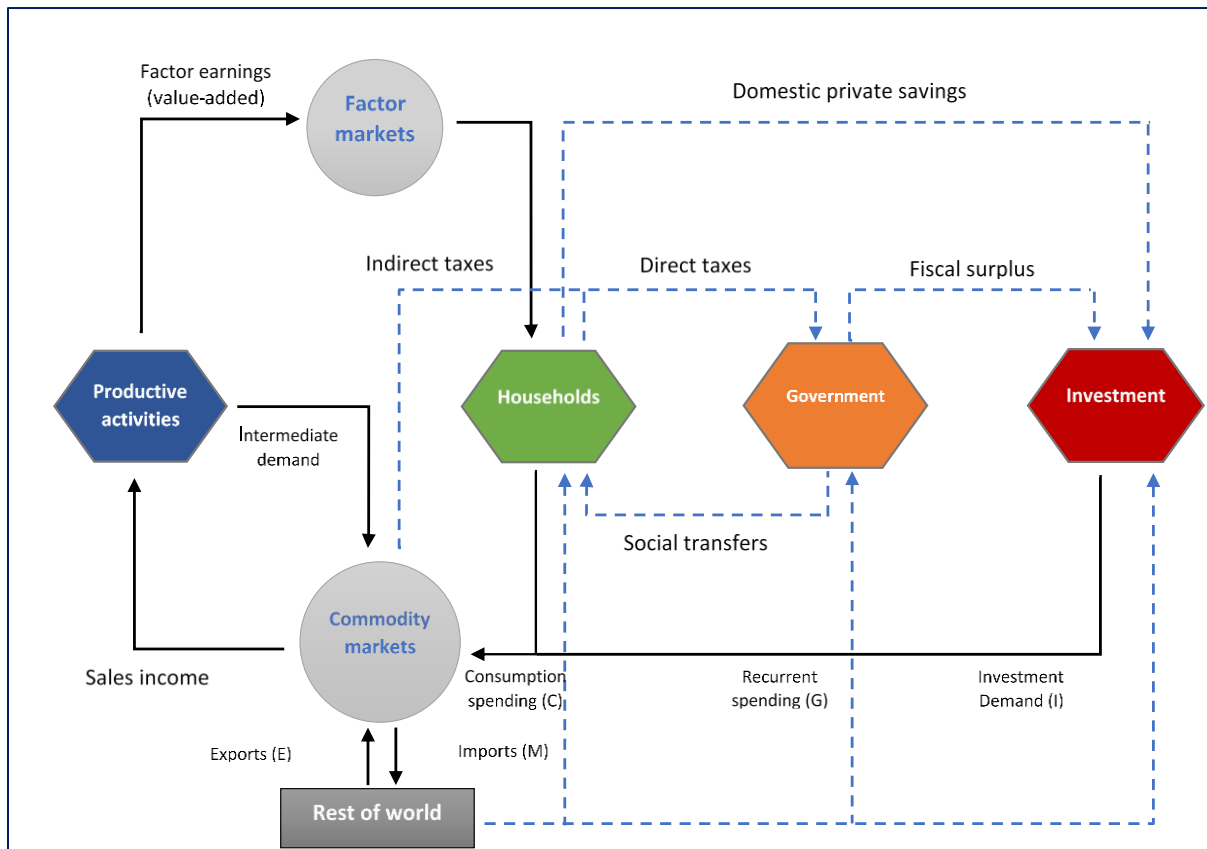 Factor earnings
(value-added)
Factor
markets
Domestic private savings
Indirect taxes
Direct taxes
Fiscal surplus
Productive
activities
Households
Government
Investment
Intermediate
demand
Social transfers
Commodity
markets
Sales income
Consumption
spending (C)
Recurrent
spending (G)
Investment
Demand (I)
Exports (E)
Imports (M)
Rest of world